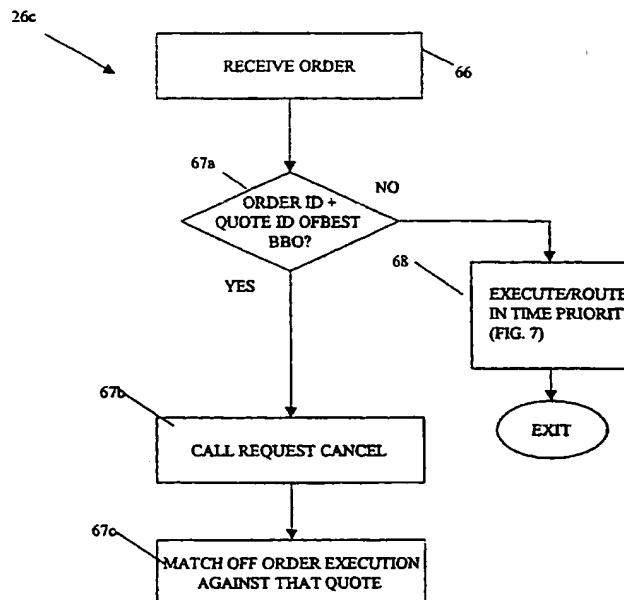 26c
RECEIVE ORDER
66
67a
ORDER ID +
QUOTE ID OFBEST
BBO?
NO
YES
68
EXECUTE/ROUTE
IN TIME PRIORIT
(FIG. 7)
67b
CALL REQUEST CANCEL
EXIT
67c
MATCH OFF ORDER EXECUTION
AGAINST THAT QUOTE